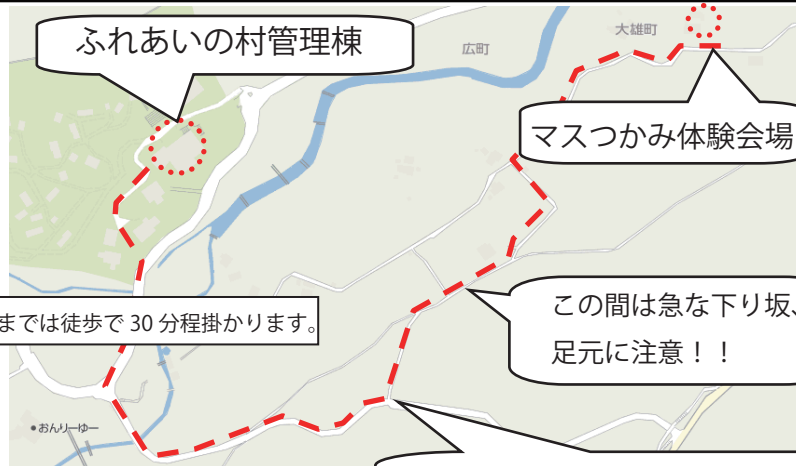 ふれあいの村管理棟
広町
大雄町
マスつかみ体験会場
この間は急な下り坂、
足元に注意！！
までは徒歩で 30 分程掛かります。
おんりーゆー